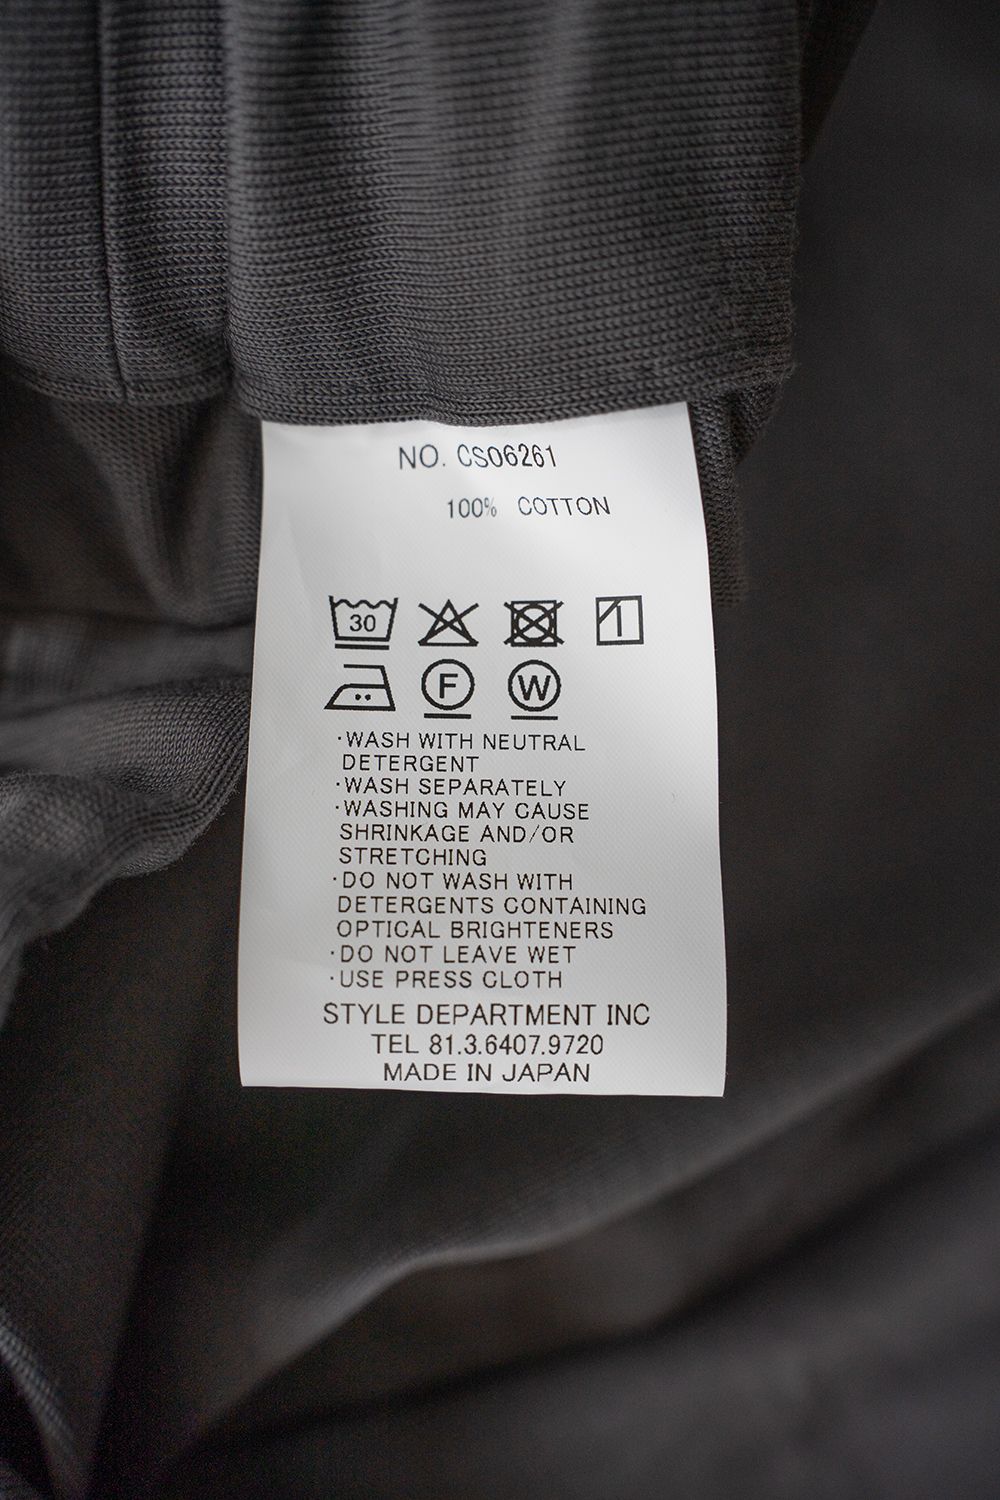 NO. CS06261
100% COTTON
30
F W
·WASH WITH NEUTRAL
DETERGENT
·WASH SEPARATELY
·WASHING MAY CAUSE
SHRINKAGE AND/OR
STRETCHING
·DO NOT WASH WITH
DETERGENTS CONTAINING
OPTICAL BRIGHTENERS
·DO NOT LEAVE WET
·USE PRESS CLOTH
STYLE DEPARTMENT INC
TEL 81.3.6407.9720
MADE IN JAPAN